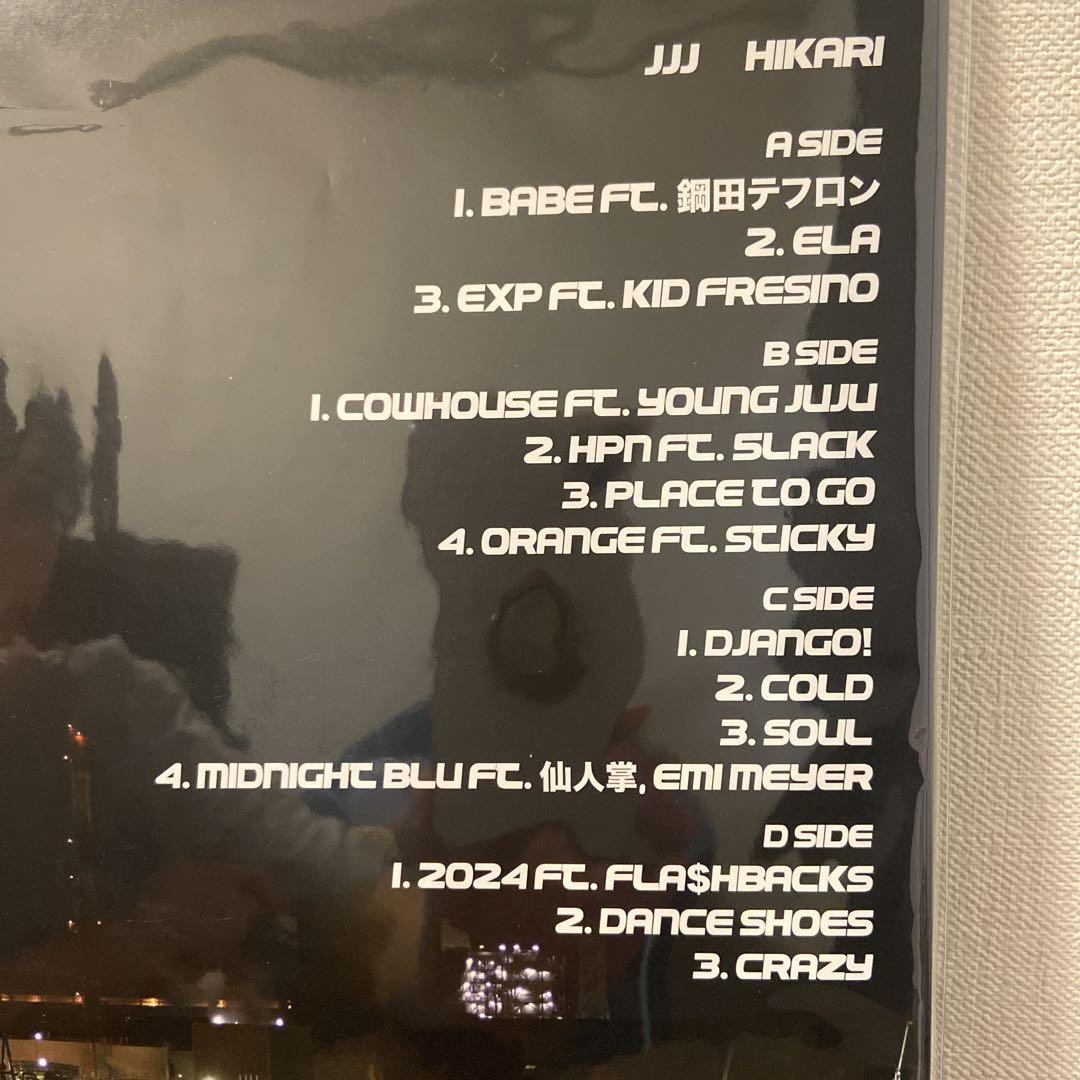 JJJ HIKARI
A SIDE
1. BABE FT. 鋼田テフロン
2. ELA
3. EXP FT. KID FRESINO
B SIDE
1. COWHOUSE FT. YOUNG JUJU
2. HPN FT. 5LACK
3. PLACE TO GO
4. ORANGE FT. STICKY
C SIDE
1. DJANGO!
2. COLD
3. SOUL
4. MIDNIGHT BLU FT. 仙人掌, EMI MEYER
D SIDE
1. 2024 FT. FLA$HBACKS
2. DANCE SHOES
3. CRAZY